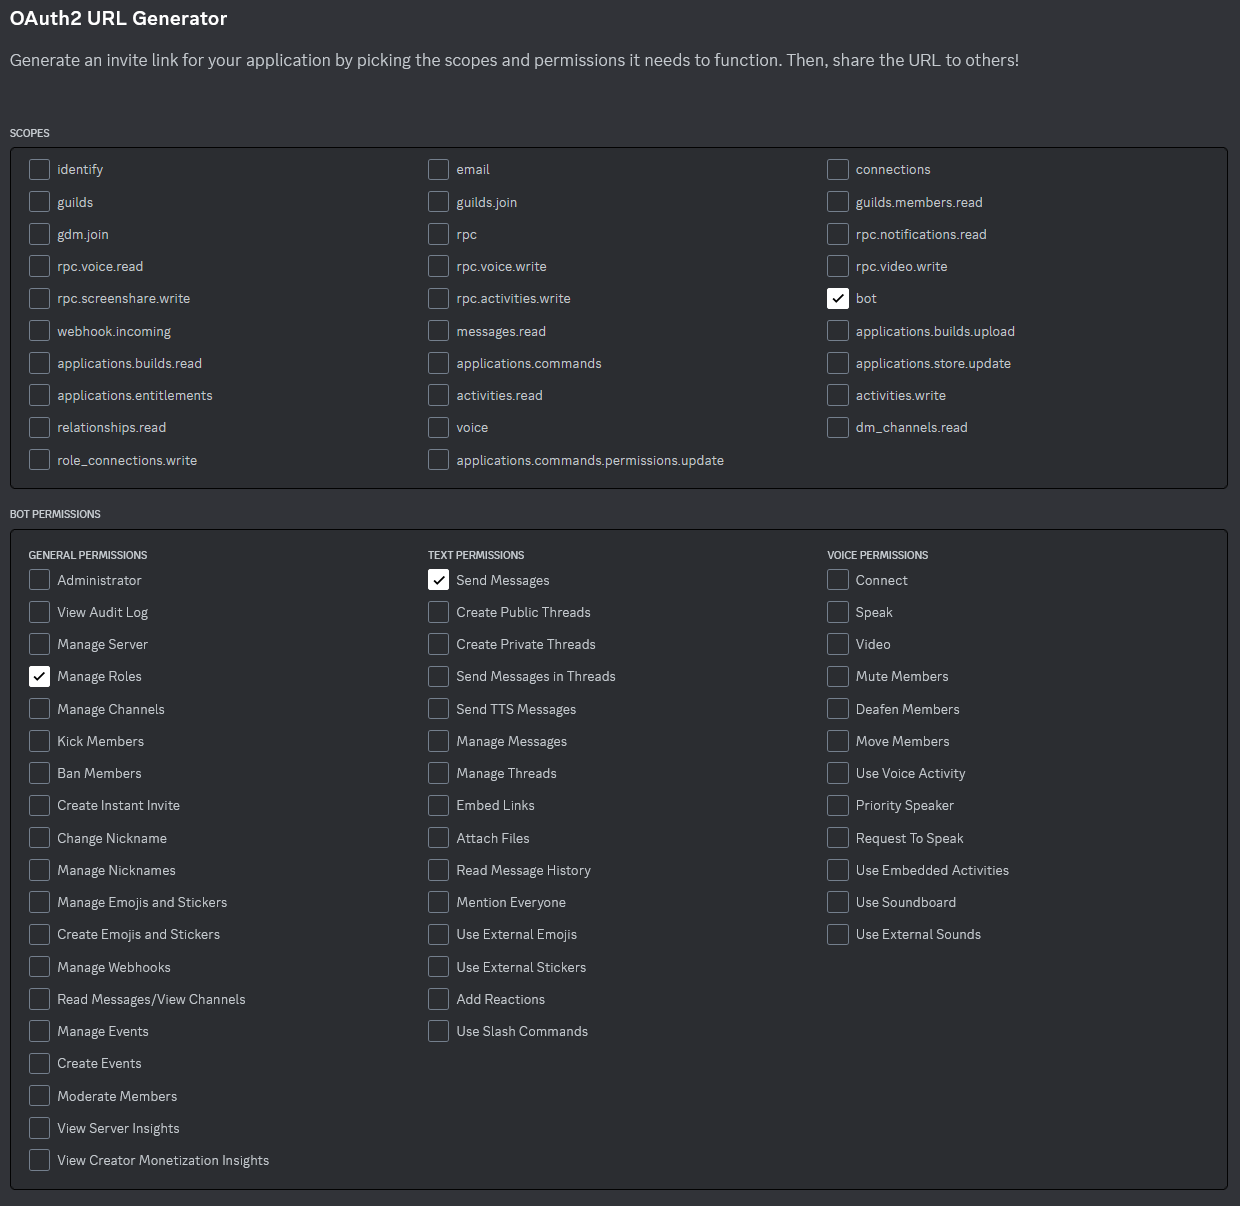 OAuth2 URL Generator
Generate an invite link for your application by picking the scopes and permissions it needs to function. Then, share the URL to others!
SCOPES
identify email connections
guilds guilds.join guilds.members.read
gdm.join rpc rpc.notifications.read
rpc.voice.read rpc.voice.write rpc.video.write
rpc.screenshare.write rpc.activities.write bot
webhook.incoming messages.read applications.builds.upload
applications.builds.read applications.commands applications.store.update
applications.entitlements activities.read activities.write
relationships.read voice dm_channels.read
role_connections.write applications.commands.permissions.update
BOT PERMISSIONS
GENERAL PERMISSIONS
Administrator
View Audit Log
Manage Server
Manage Roles
Manage Channels
Kick Members
Ban Members
Create Instant Invite
Change Nickname
Manage Nicknames
Manage Emojis and Stickers
Create Emojis and Stickers
Manage Webhooks
Read Messages/View Channels
Manage Events
Create Events
Moderate Members
View Server Insights
View Creator Monetization Insights
TEXT PERMISSIONS
Send Messages
Create Public Threads
Create Private Threads
Send Messages in Threads
Send TTS Messages
Manage Messages
Manage Threads
Embed Links
Attach Files
Read Message History
Mention Everyone
Use External Emojis
Use External Stickers
Add Reactions
Use Slash Commands
VOICE PERMISSIONS
Connect
Speak
Video
Mute Members
Deafen Members
Move Members
Use Voice Activity
Priority Speaker
Request To Speak
Use Embedded Activities
Use Soundboard
Use External Sounds